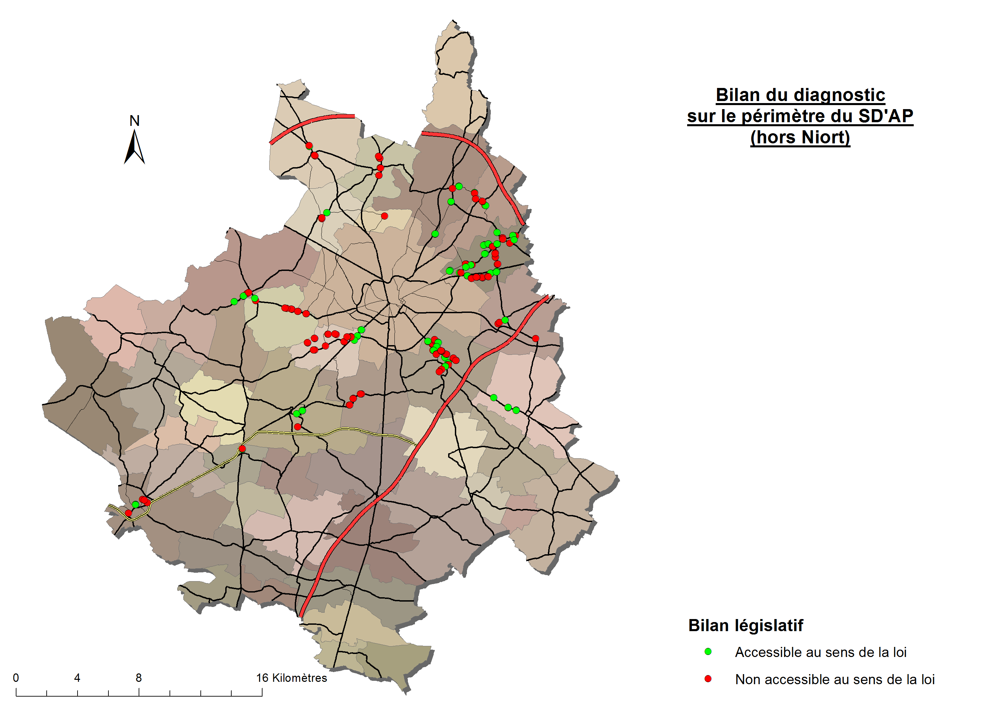 Bilan du diagnostic
sur le périmètre du SD'AP
(hors Niort)
N
Bilan législatif
Accessible au sens de la loi
Non accessible au sens de la loi
0 4 8 16 Kilomètres